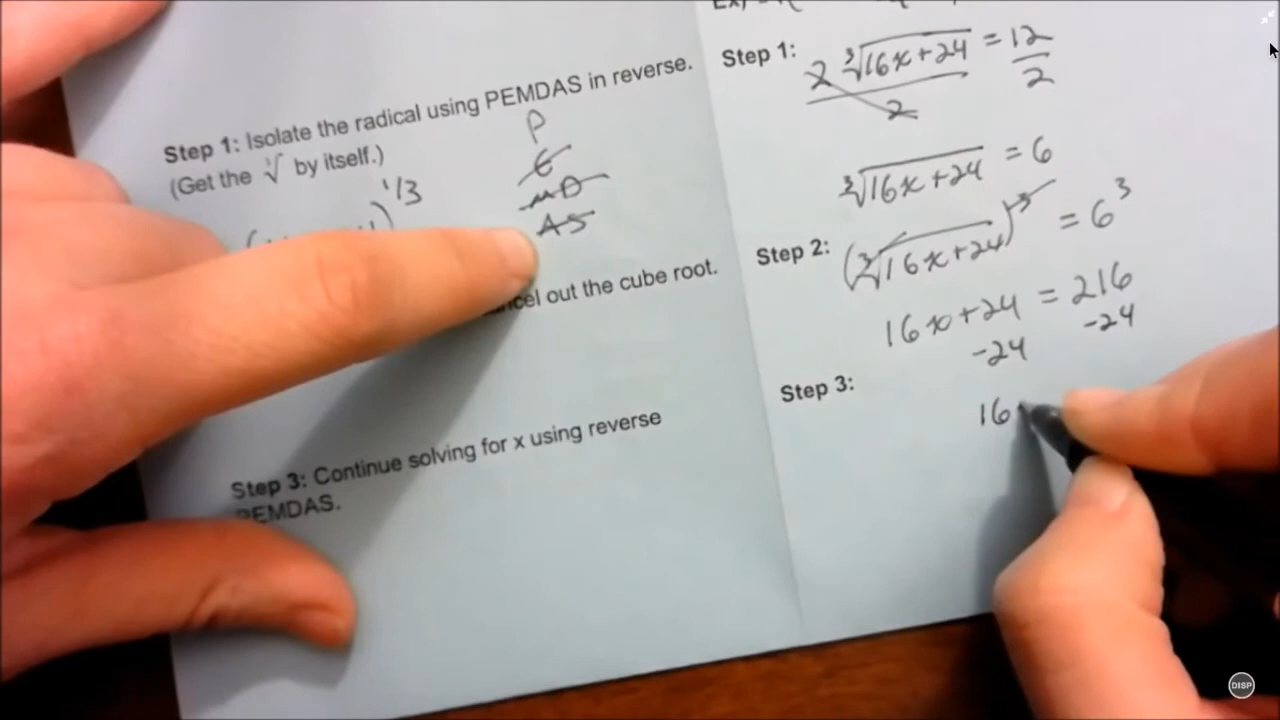 Step 1: Isolate the radical using PEMDAS in reverse.
(Get the ∛ by itself.)
P
E
MD
AS
1/3
out the cube root.
Step 3: Continue solving for x using reverse
PEMDAS.
Step 1:
2 ∛16x+24 = 12
2 2
∛16x+24 = 6
Step 2: (∛16x+24)³ = 6³
16x+24 = 216
-24 -24
Step 3:
16
DISP